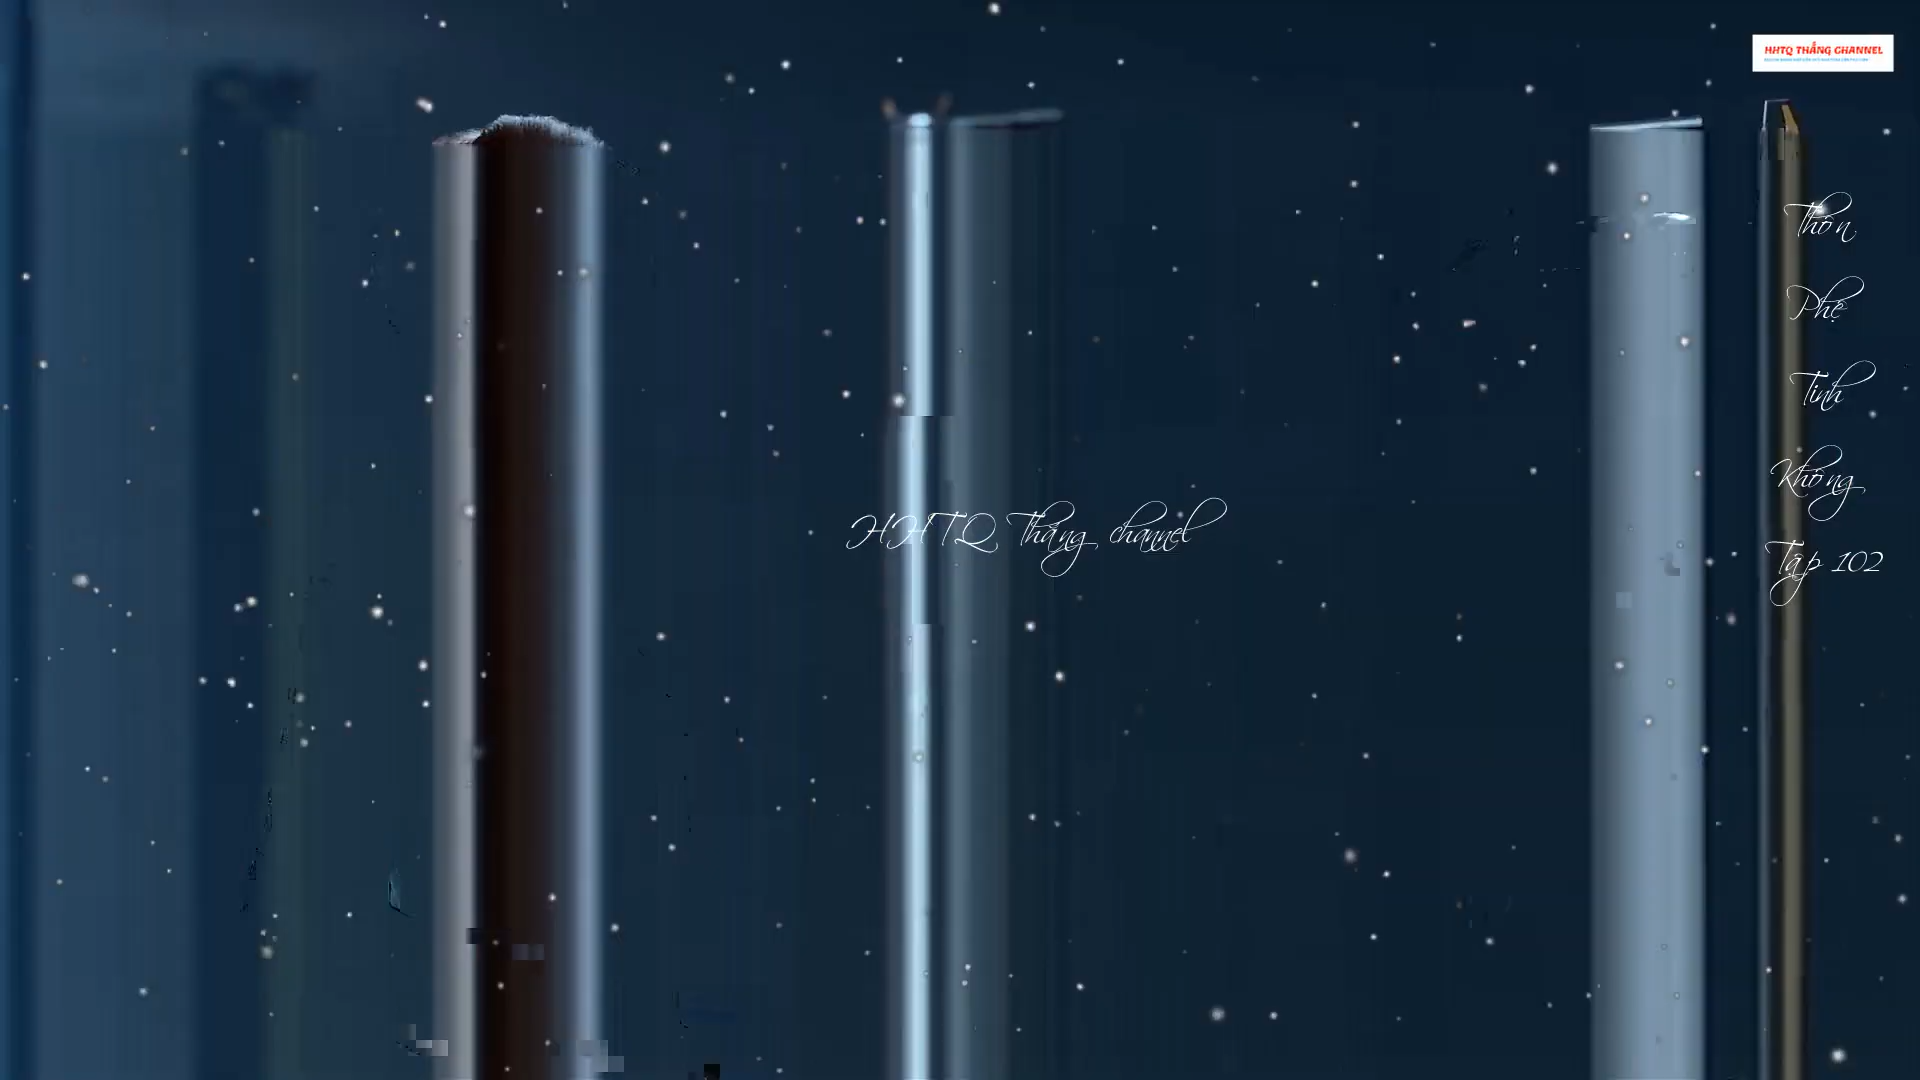 HHTQ THẮNG CHANNEL
Thôn
Phệ
Tinh
Không
Tập 102
HHTQ Thắng channel